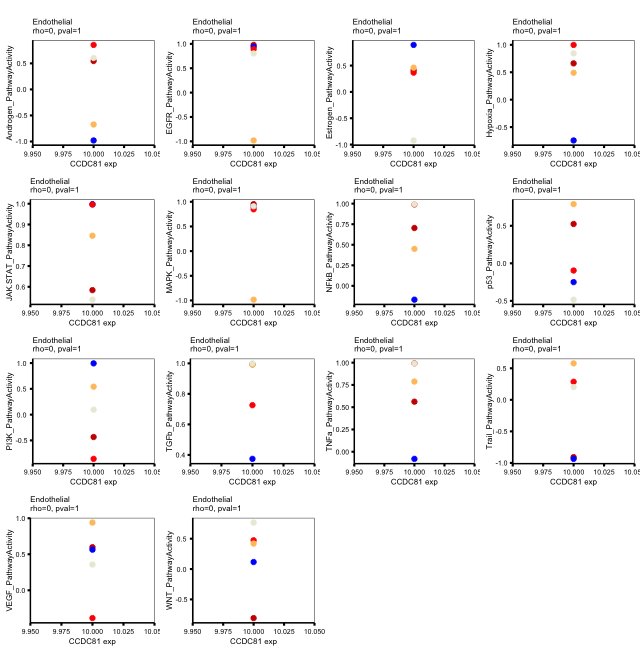 Endothelial
rho=0, pval=1
Androgen_PathwayActivity
0.5
0.0
-0.5
-1.0
9.950
9.975
10.000
10.025
10.05
CCDC81 exp
Endothelial
rho=0, pval=1
EGFR_PathwayActivity
1.0
0.5
0.0
-0.5
-1.0
9.950
9.975
10.000
10.025
10.05
CCDC81 exp
Endothelial
rho=0, pval=1
Estrogen_PathwayActivity
0.5
0.0
-0.5
-1.0
9.950
9.975
10.000
10.025
10.05
CCDC81 exp
Endothelial
rho=0, pval=1
Hypoxia_PathwayActivity
1.0
0.5
0.0
-0.5
9.950
9.975
10.000
10.025
10.050
CCDC81 exp
Endothelial
rho=0, pval=1
JAK.STAT_PathwayActivity
1.0
0.9
0.8
0.7
0.6
9.950
9.975
10.000
10.025
10.05
CCDC81 exp
Endothelial
rho=0, pval=1
MAPK_PathwayActivity
1.0
0.5
0.0
-0.5
-1.0
9.950
9.975
10.000
10.025
10.05
CCDC81 exp
Endothelial
rho=0, pval=1
NFkB_PathwayActivity
1.00
0.75
0.50
0.25
0.00
9.950
9.975
10.000
10.025
10.05
CCDC81 exp
Endothelial
rho=0, pval=1
p53_PathwayActivity
0.5
0.0
-0.5
9.950
9.975
10.000
10.025
10.050
CCDC81 exp
Endothelial
rho=0, pval=1
PI3K_PathwayActivity
1.0
0.5
0.0
-0.5
9.950
9.975
10.000
10.025
10.05
CCDC81 exp
Endothelial
rho=0, pval=1
TGFb_PathwayActivity
1.0
0.8
0.6
0.4
9.950
9.975
10.000
10.025
10.05
CCDC81 exp
Endothelial
rho=0, pval=1
TNFa_PathwayActivity
1.00
0.75
0.50
0.25
0.00
9.950
9.975
10.000
10.025
10.05
CCDC81 exp
Endothelial
rho=0, pval=1
Trail_PathwayActivity
0.5
0.0
-0.5
-1.0
9.950
9.975
10.000
10.025
10.050
CCDC81 exp
Endothelial
rho=0, pval=1
VEGF_PathwayActivity
0.5
0.0
9.950
9.975
10.000
10.025
10.05
CCDC81 exp
Endothelial
rho=0, pval=1
WNT_PathwayActivity
0.5
0.0
-0.5
9.950
9.975
10.000
10.025
10.050
CCDC81 exp